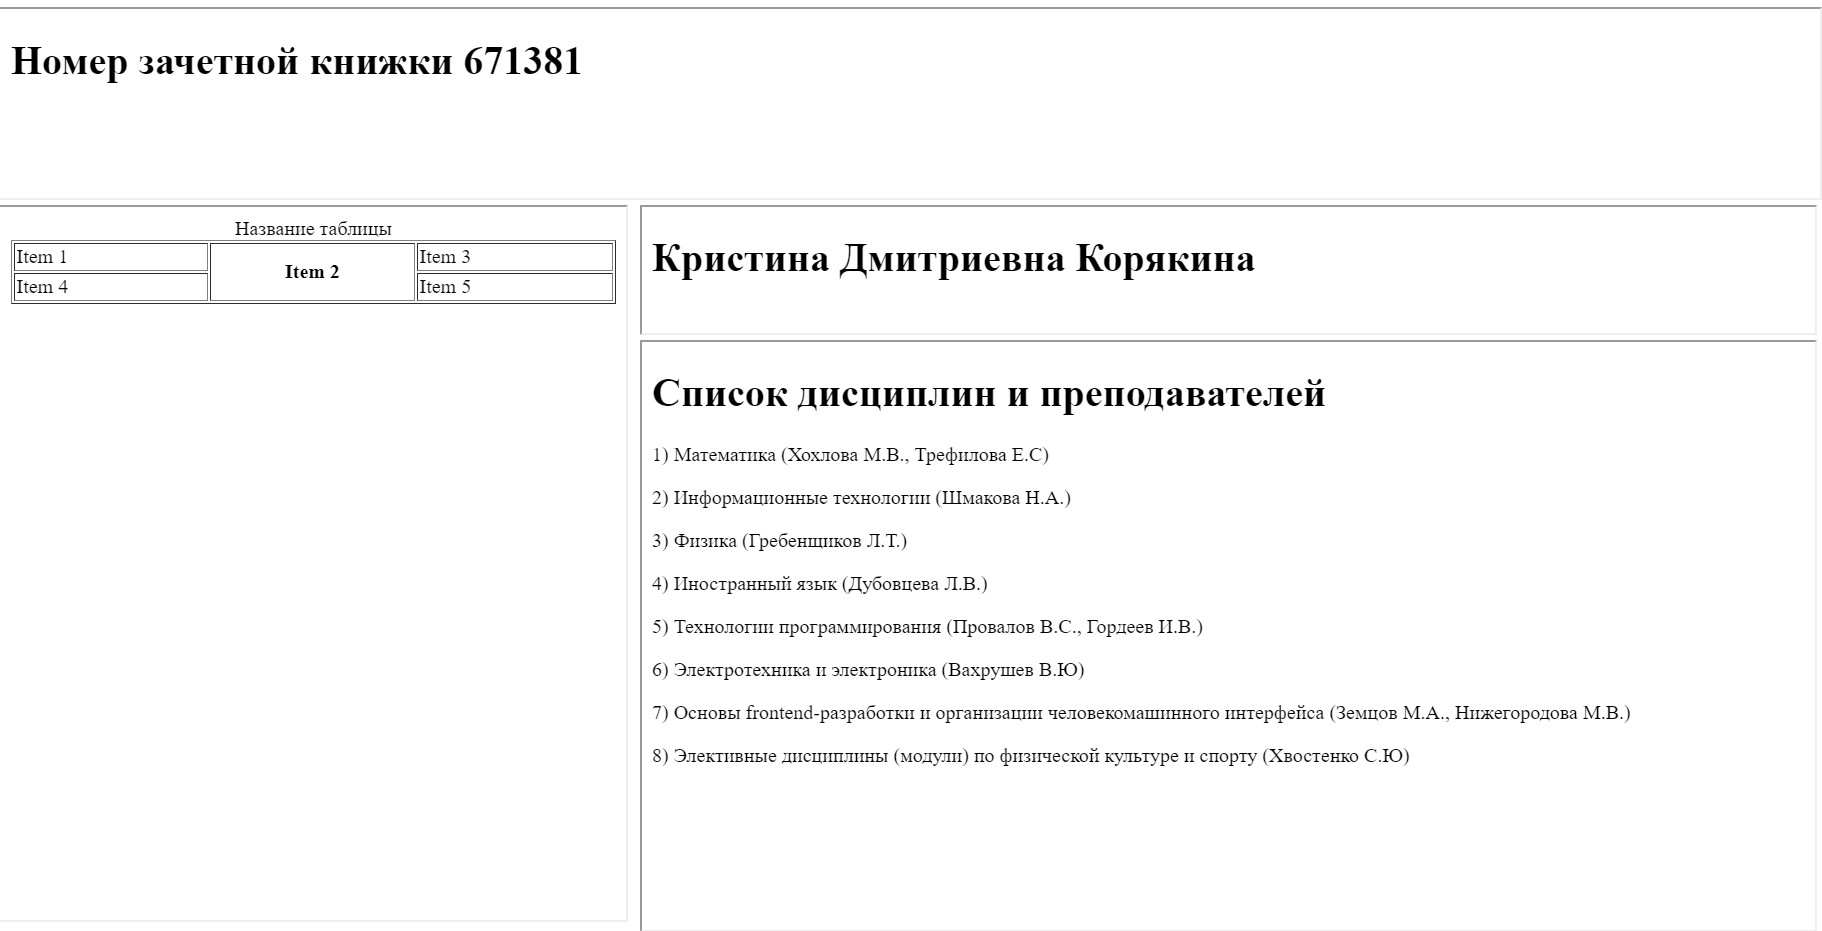 Номер зачетной книжки 671381
Название таблицы
Item 1
Item 2
Item 3
Item 4
Item 5
Кристина Дмитриевна Корякина
Список дисциплин и преподавателей
1) Математика (Хохлова М.В., Трефилова Е.С)
2) Информационные технологии (Шмакова Н.А.)
3) Физика (Гребенщиков Л.Т.)
4) Иностранный язык (Дубовцева Л.В.)
5) Технологии программирования (Провалов В.С., Гордеев И.В.)
6) Электротехника и электроника (Вахрушев В.Ю)
7) Основы frontend-разработки и организации человекомашинного интерфейса (Земцов М.А., Нижегородова М.В.)
8) Элективные дисциплины (модули) по физической культуре и спорту (Хвостенко С.Ю)